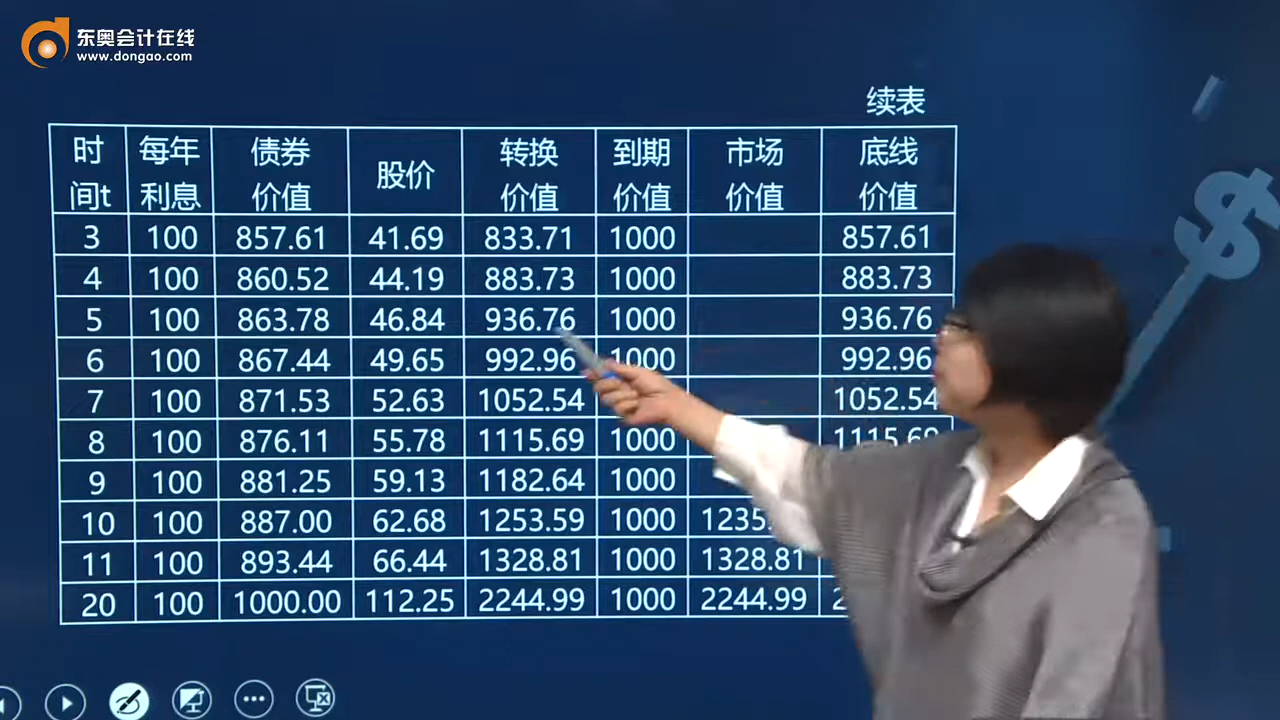 东奥会计在线
www.dongao.com
续表
时间t 每年利息 债券价值 股价 转换价值 到期价值 市场价值 底线价值
3 100 857.61 41.69 833.71 1000 857.61
4 100 860.52 44.19 883.73 1000 883.73
5 100 863.78 46.84 936.76 1000 936.76
6 100 867.44 49.65 992.96 1000 992.96
7 100 871.53 52.63 1052.54 1052.54
8 100 876.11 55.78 1115.69 1000 1115.69
9 100 881.25 59.13 1182.64 1000
10 100 887.00 62.68 1253.59 1000 1235.
11 100 893.44 66.44 1328.81 1000 1328.81
20 100 1000.00 112.25 2244.99 1000 2244.99 2